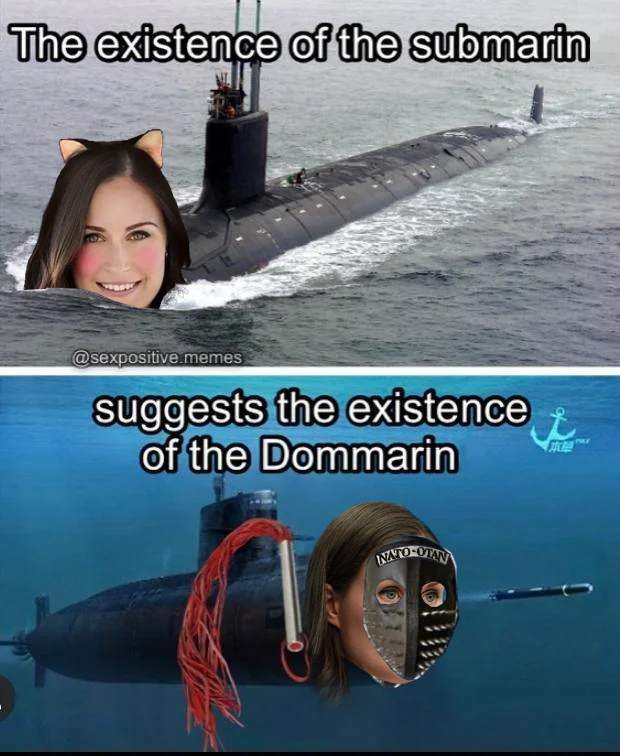 The existence of the submarin
@sexpositive.memes
suggests the existence
of the Dommarin
NATO-OTAN